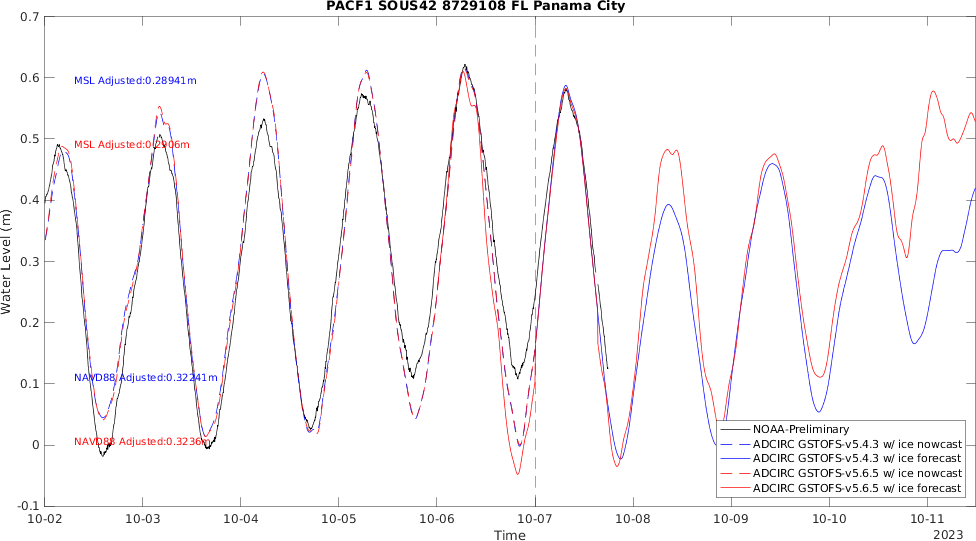 PACF1 SOUS42 8729108 FL Panama City
0.7
0.6
0.5
0.4
0.3
0.2
0.1
0
-0.1
Water Level (m)
MSL Adjusted:0.28941m
MSL Adjusted:0.2906m
NAVD88 Adjusted:0.32241m
NAVD88 Adjusted:0.3236m
NOAA-Preliminary
ADCIRC GSTOFS-v5.4.3 w/ ice nowcast
ADCIRC GSTOFS-v5.4.3 w/ ice forecast
ADCIRC GSTOFS-v5.6.5 w/ ice nowcast
ADCIRC GSTOFS-v5.6.5 w/ ice forecast
10-02 10-03 10-04 10-05 10-06 10-07 10-08 10-09 10-10 10-11
Time
2023